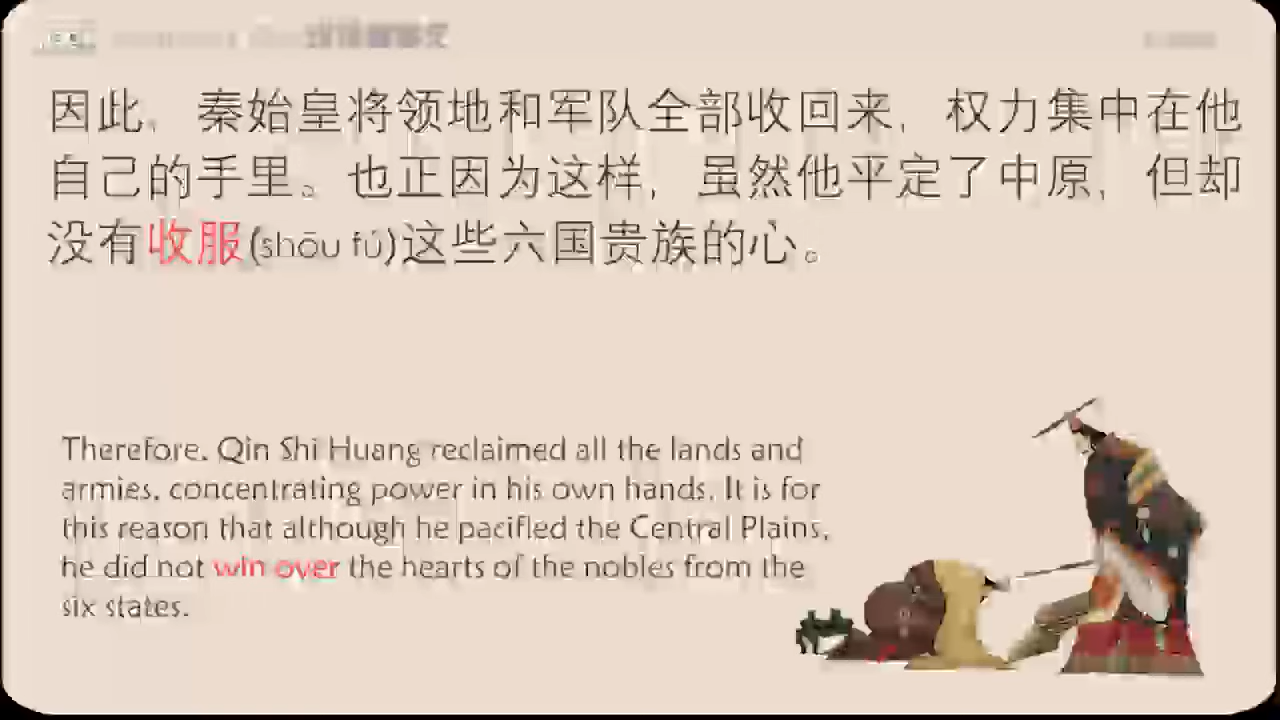 因此，秦始皇将领地和军队全部收回来，权力集中在他
自己的手里。也正因为这样，虽然他平定了中原，但却
没有收服(shōu fú)这些六国贵族的心。
Therefore, Qin Shi Huang reclaimed all the lands and
armies, concentrating power in his own hands. It is for
this reason that although he pacified the Central Plains,
he did not win over the hearts of the nobles from the
six states.